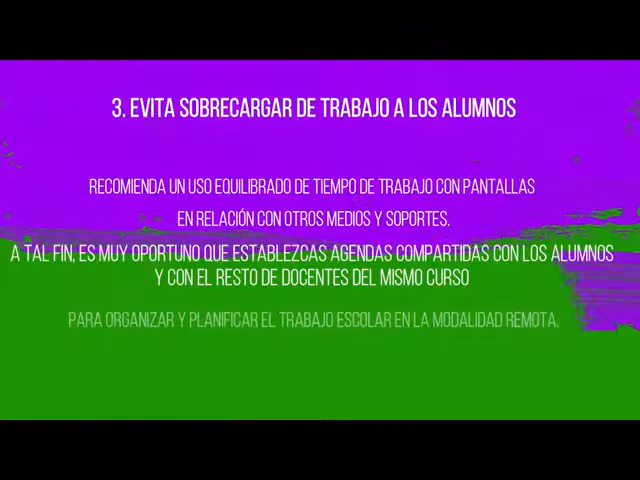 3. EVITA SOBRECARGAR DE TRABAJO A LOS ALUMNOS
RECOMIENDA UN USO EQUILIBRADO DE TIEMPO DE TRABAJO CON PANTALLAS
EN RELACIÓN CON OTROS MEDIOS Y SOPORTES.
A TAL FIN, ES MUY OPORTUNO QUE ESTABLEZCAS AGENDAS COMPARTIDAS CON LOS ALUMNOS
Y CON EL RESTO DE DOCENTES DEL MISMO CURSO
PARA ORGANIZAR Y PLANIFICAR EL TRABAJO ESCOLAR EN LA MODALIDAD REMOTA.